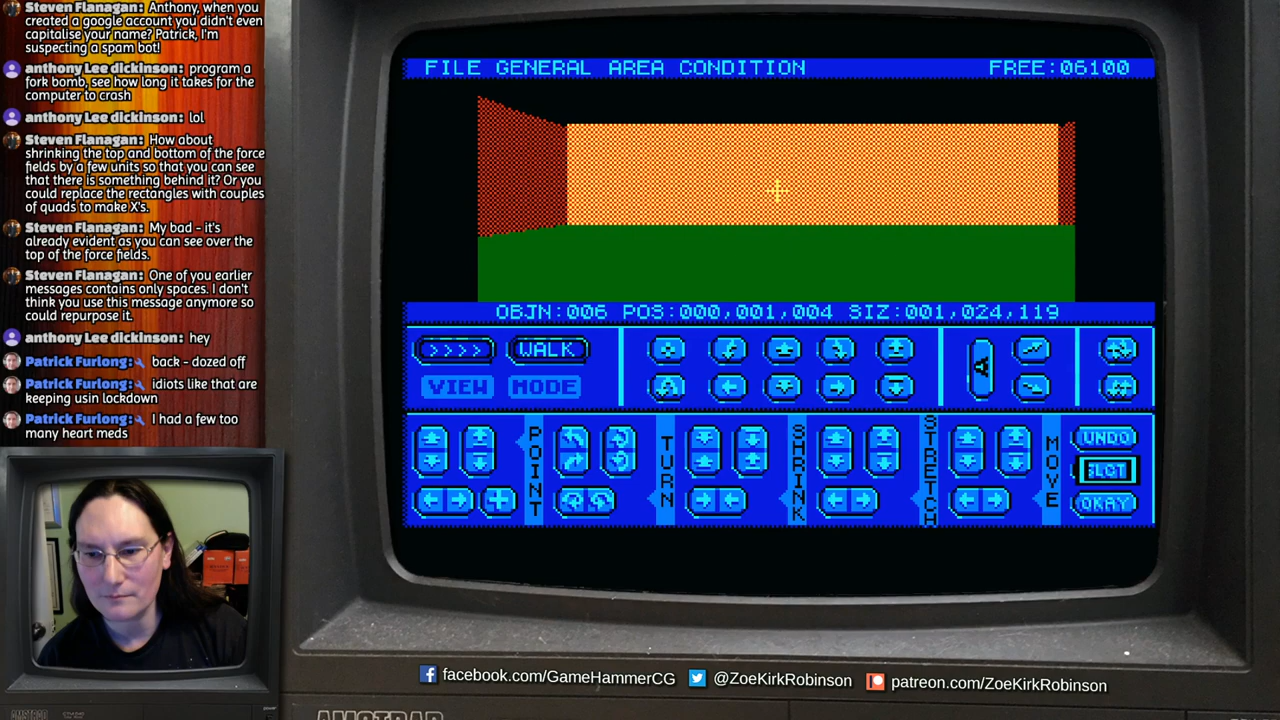 Steven Flanagan: Anthony, when you
created a google account you didn't even
capitalise your name? Patrick, I'm
suspecting a spam bot!
anthony Lee dickinson: program a
fork bomb, see how long it takes for the
computer to crash
anthony Lee dickinson: lol
Steven Flanagan: How about
shrinking the top and bottom of the force
fields by a few units so that you can see
that there is something behind it? Or you
could replace the rectangles with couples
of quads to make X's.
Steven Flanagan: My bad - it's
already evident as you can see over the
top of the force fields.
Steven Flanagan: One of you earlier
messages contains only spaces. I don't
think you use this message anymore so
could repurpose it.
anthony Lee dickinson: hey
Patrick Furlong: back - dozed off
Patrick Furlong: idiots like that are
keeping usin lockdown
Patrick Furlong: I had a few too
many heart meds
FILE GENERAL AREA CONDITION FREE:06100
OBJN:006 POS:000,001,004 SIZ:001,024,119
>>>> WALK
VIEW MODE
A
POINT
TURN
SHRINK
STRETCH
MOVE
UNDO
OKAY
facebook.com/GameHammerCG @ZoeKirkRobinson patreon.com/ZoeKirkRobinson